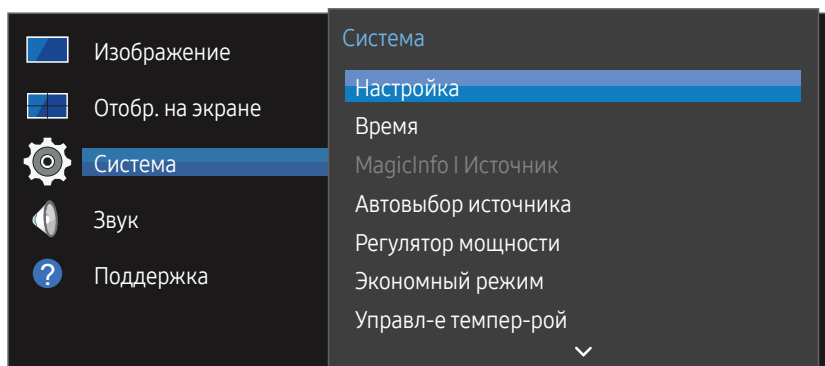 Изображение
Отобр. на экране
Система
Звук
?
Поддержка
Система
Настройка
Время
MagicInfo I Источник
Автовыбор источника
Регулятор мощности
Экономный режим
Управл-е темпер-рой